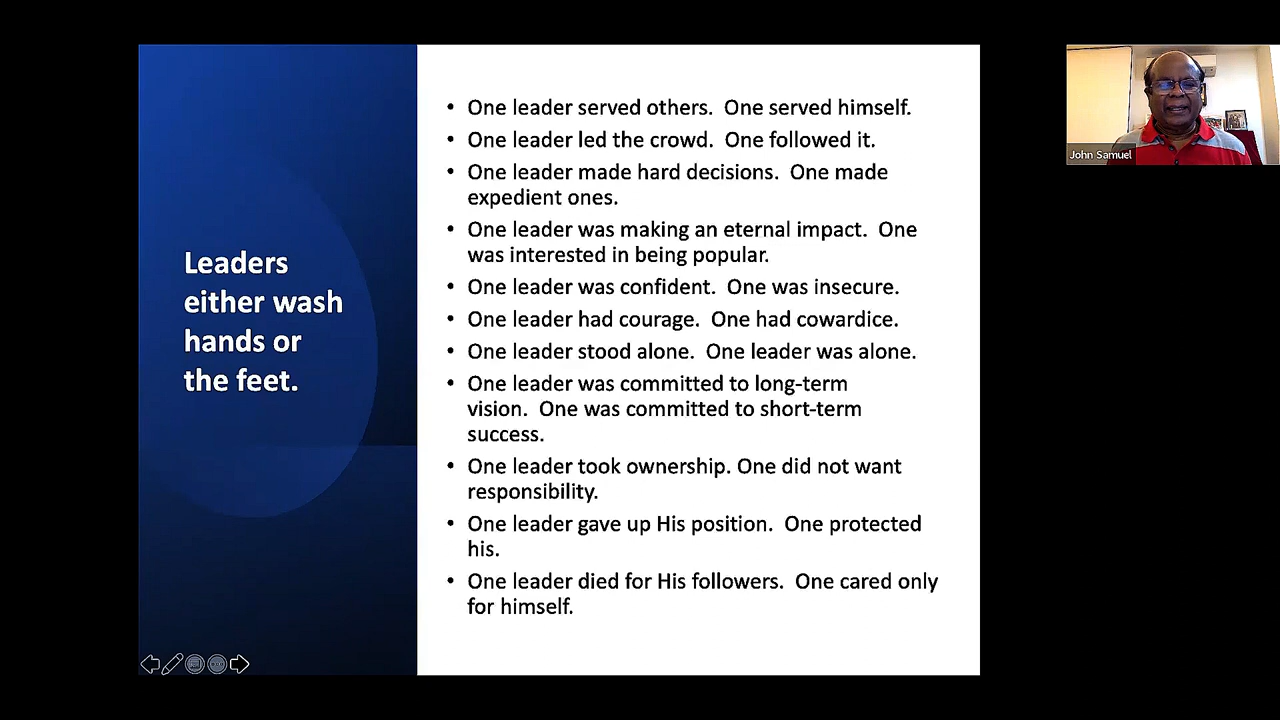 Leaders
either wash
hands or
the feet.
• One leader served others.  One served himself.
• One leader led the crowd.  One followed it.
• One leader made hard decisions.  One made
expedient ones.
• One leader was making an eternal impact.  One
was interested in being popular.
• One leader was confident.  One was insecure.
• One leader had courage.  One had cowardice.
• One leader stood alone.  One leader was alone.
• One leader was committed to long-term
vision.  One was committed to short-term
success.
• One leader took ownership. One did not want
responsibility.
• One leader gave up His position.  One protected
his.
• One leader died for His followers.  One cared only
for himself.
John Samuel